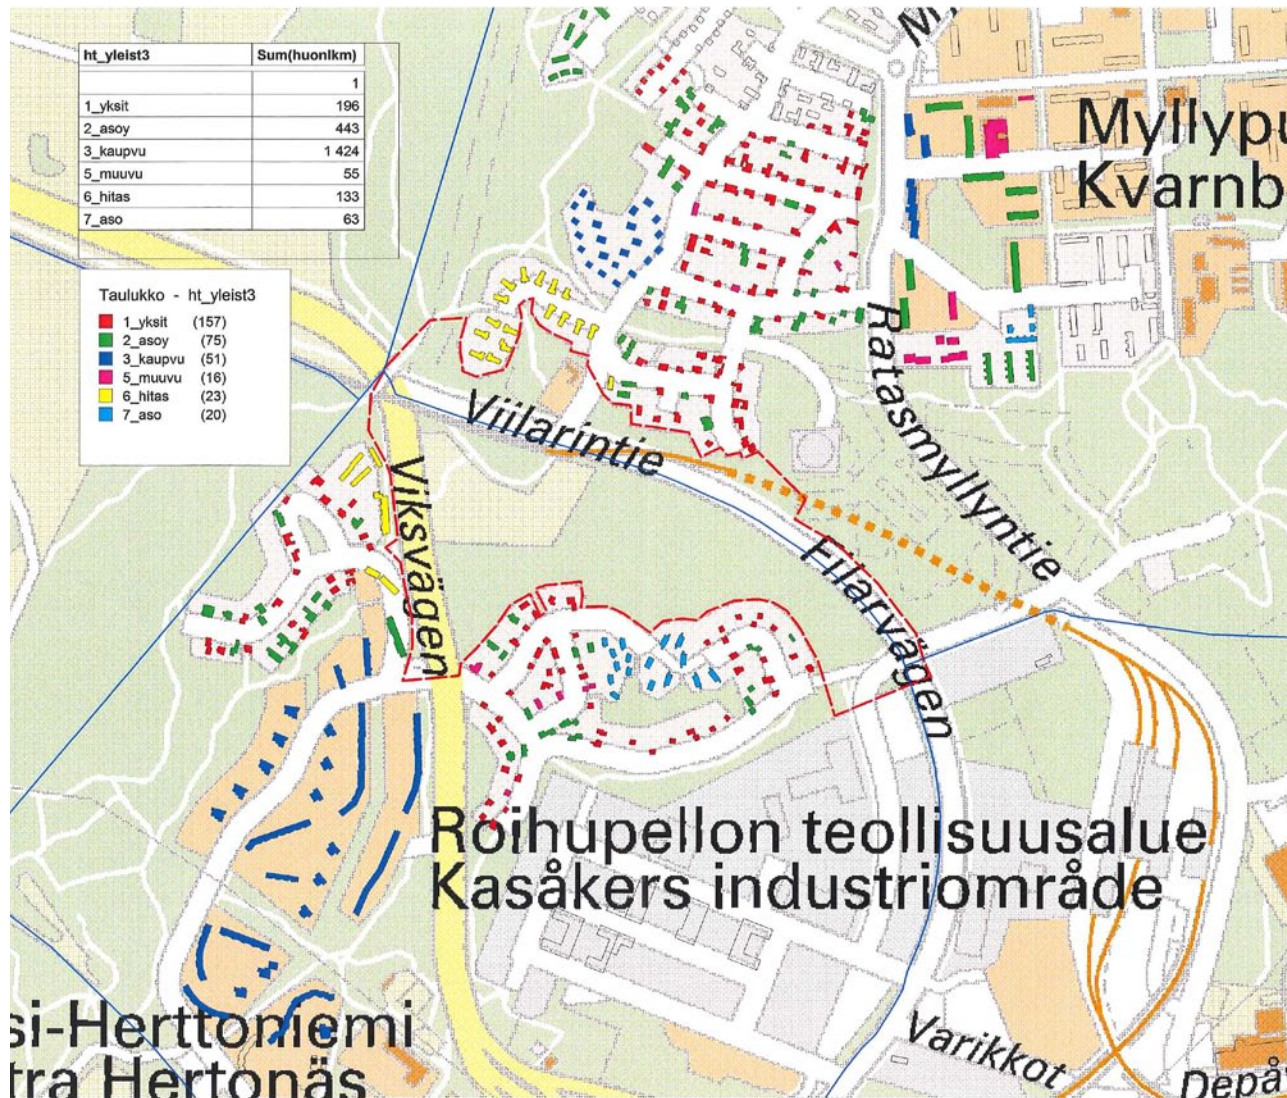 ht_yleist3 Sum(huonlkm)
1
1_yksit 196
2_asoy 443
3_kaupvu 1 424
5_muuvu 55
6_hitas 133
7_aso 63
Taulukko - ht_yleist3
1_yksit (157)
2_asoy (75)
3_kaupvu (51)
5_muuvu (16)
6_hitas (23)
7_aso (20)
Myllypu
Kvarnb
Ratasmyllyntie
Viilarintie
Viksvägen
Filarvägen
Roihupellon teollisuusalue
Kasåkers industriområde
si-Herttoniemi
tra Hertonäs
Varikkot
Depå